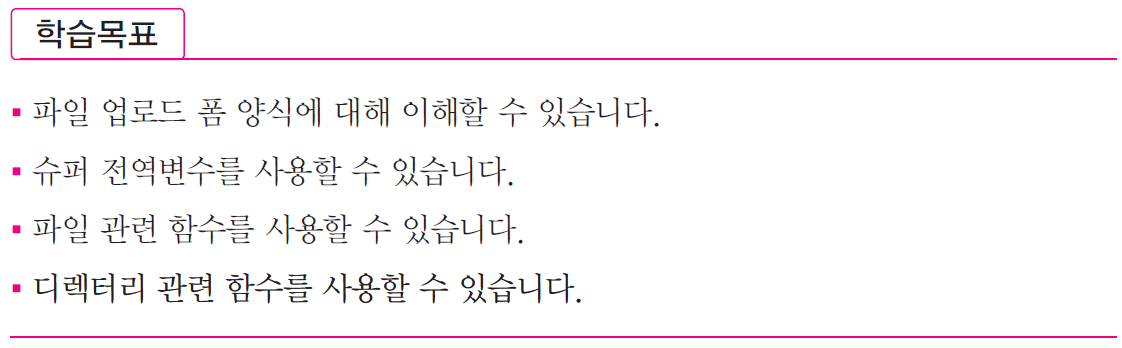 학습목표
▪ 파일 업로드 폼 양식에 대해 이해할 수 있습니다.
▪ 슈퍼 전역변수를 사용할 수 있습니다.
▪ 파일 관련 함수를 사용할 수 있습니다.
▪ 디렉터리 관련 함수를 사용할 수 있습니다.